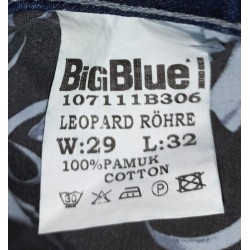 BiGBlue!
107111B306
LEOPARD RÖHRE
W:29 L:32
100%PAMUK
COTTON
30